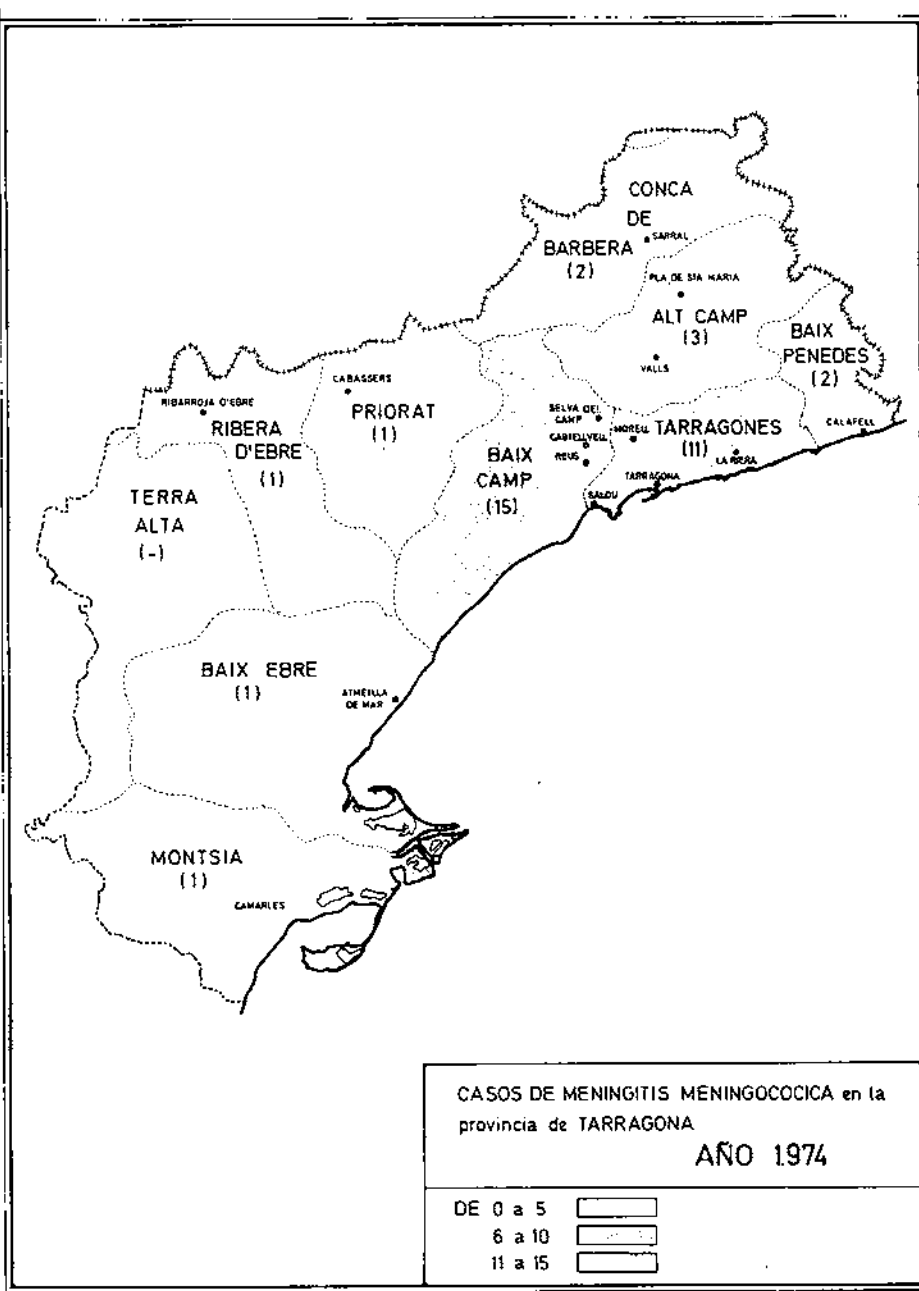 CONCA
DE
BARBERA
(2)
SARRAL
PLA DE STA MARIA
ALT CAMP
(3)
VALLS
BAIX
PENEDES
(2)
CALAFELL
RIBARROJA D'EBRE
RIBERA
D'EBRE
(1)
CABASSERS
PRIORAT
(1)
SELVA DEL
CAMP
CASTELLVELL
REUS
BAIX
CAMP
(15)
MORELL
TARRAGONES
(11)
LA RIERA
TARRAGONA
SALOU
TERRA
ALTA
(-)
BAIX EBRE
(1)
ATMEILLA
DE MAR
MONTSIA
(1)
CAMARLES
CASOS DE MENINGITIS MENINGOCOCICA en la
provincia de TARRAGONA
AÑO 1.974
DE 0 a 5
6 a 10
11 a 15